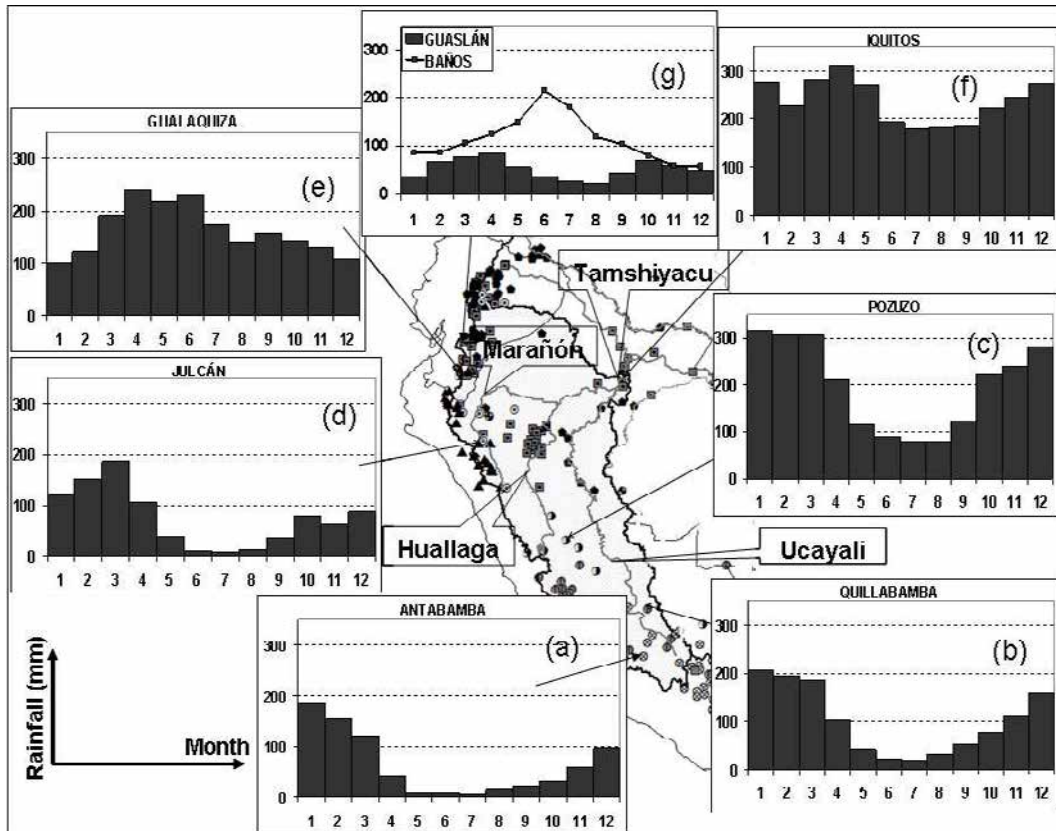 GUASLÁN
BAÑOS
(g)
300
200
100
0
1 2 3 4 5 6 7 8 9 10 11 12
IQUITOS
(f)
300
200
100
0
1 2 3 4 5 6 7 8 9 10 11 12
GUALAQUIZA
(e)
300
200
100
0
1 2 3 4 5 6 7 8 9 10 11 12
Tamshiyacu
Marañón
POZUZO
(c)
300
200
100
0
1 2 3 4 5 6 7 8 9 10 11 12
JULCÁN
(d)
300
200
100
0
1 2 3 4 5 6 7 8 9 10 11 12
Huallaga
Ucayali
ANTABAMBA
(a)
300
200
100
0
1 2 3 4 5 6 7 8 9 10 11 12
QUILLABAMBA
(b)
300
200
100
0
1 2 3 4 5 6 7 8 9 10 11 12
Rainfall (mm)
Month